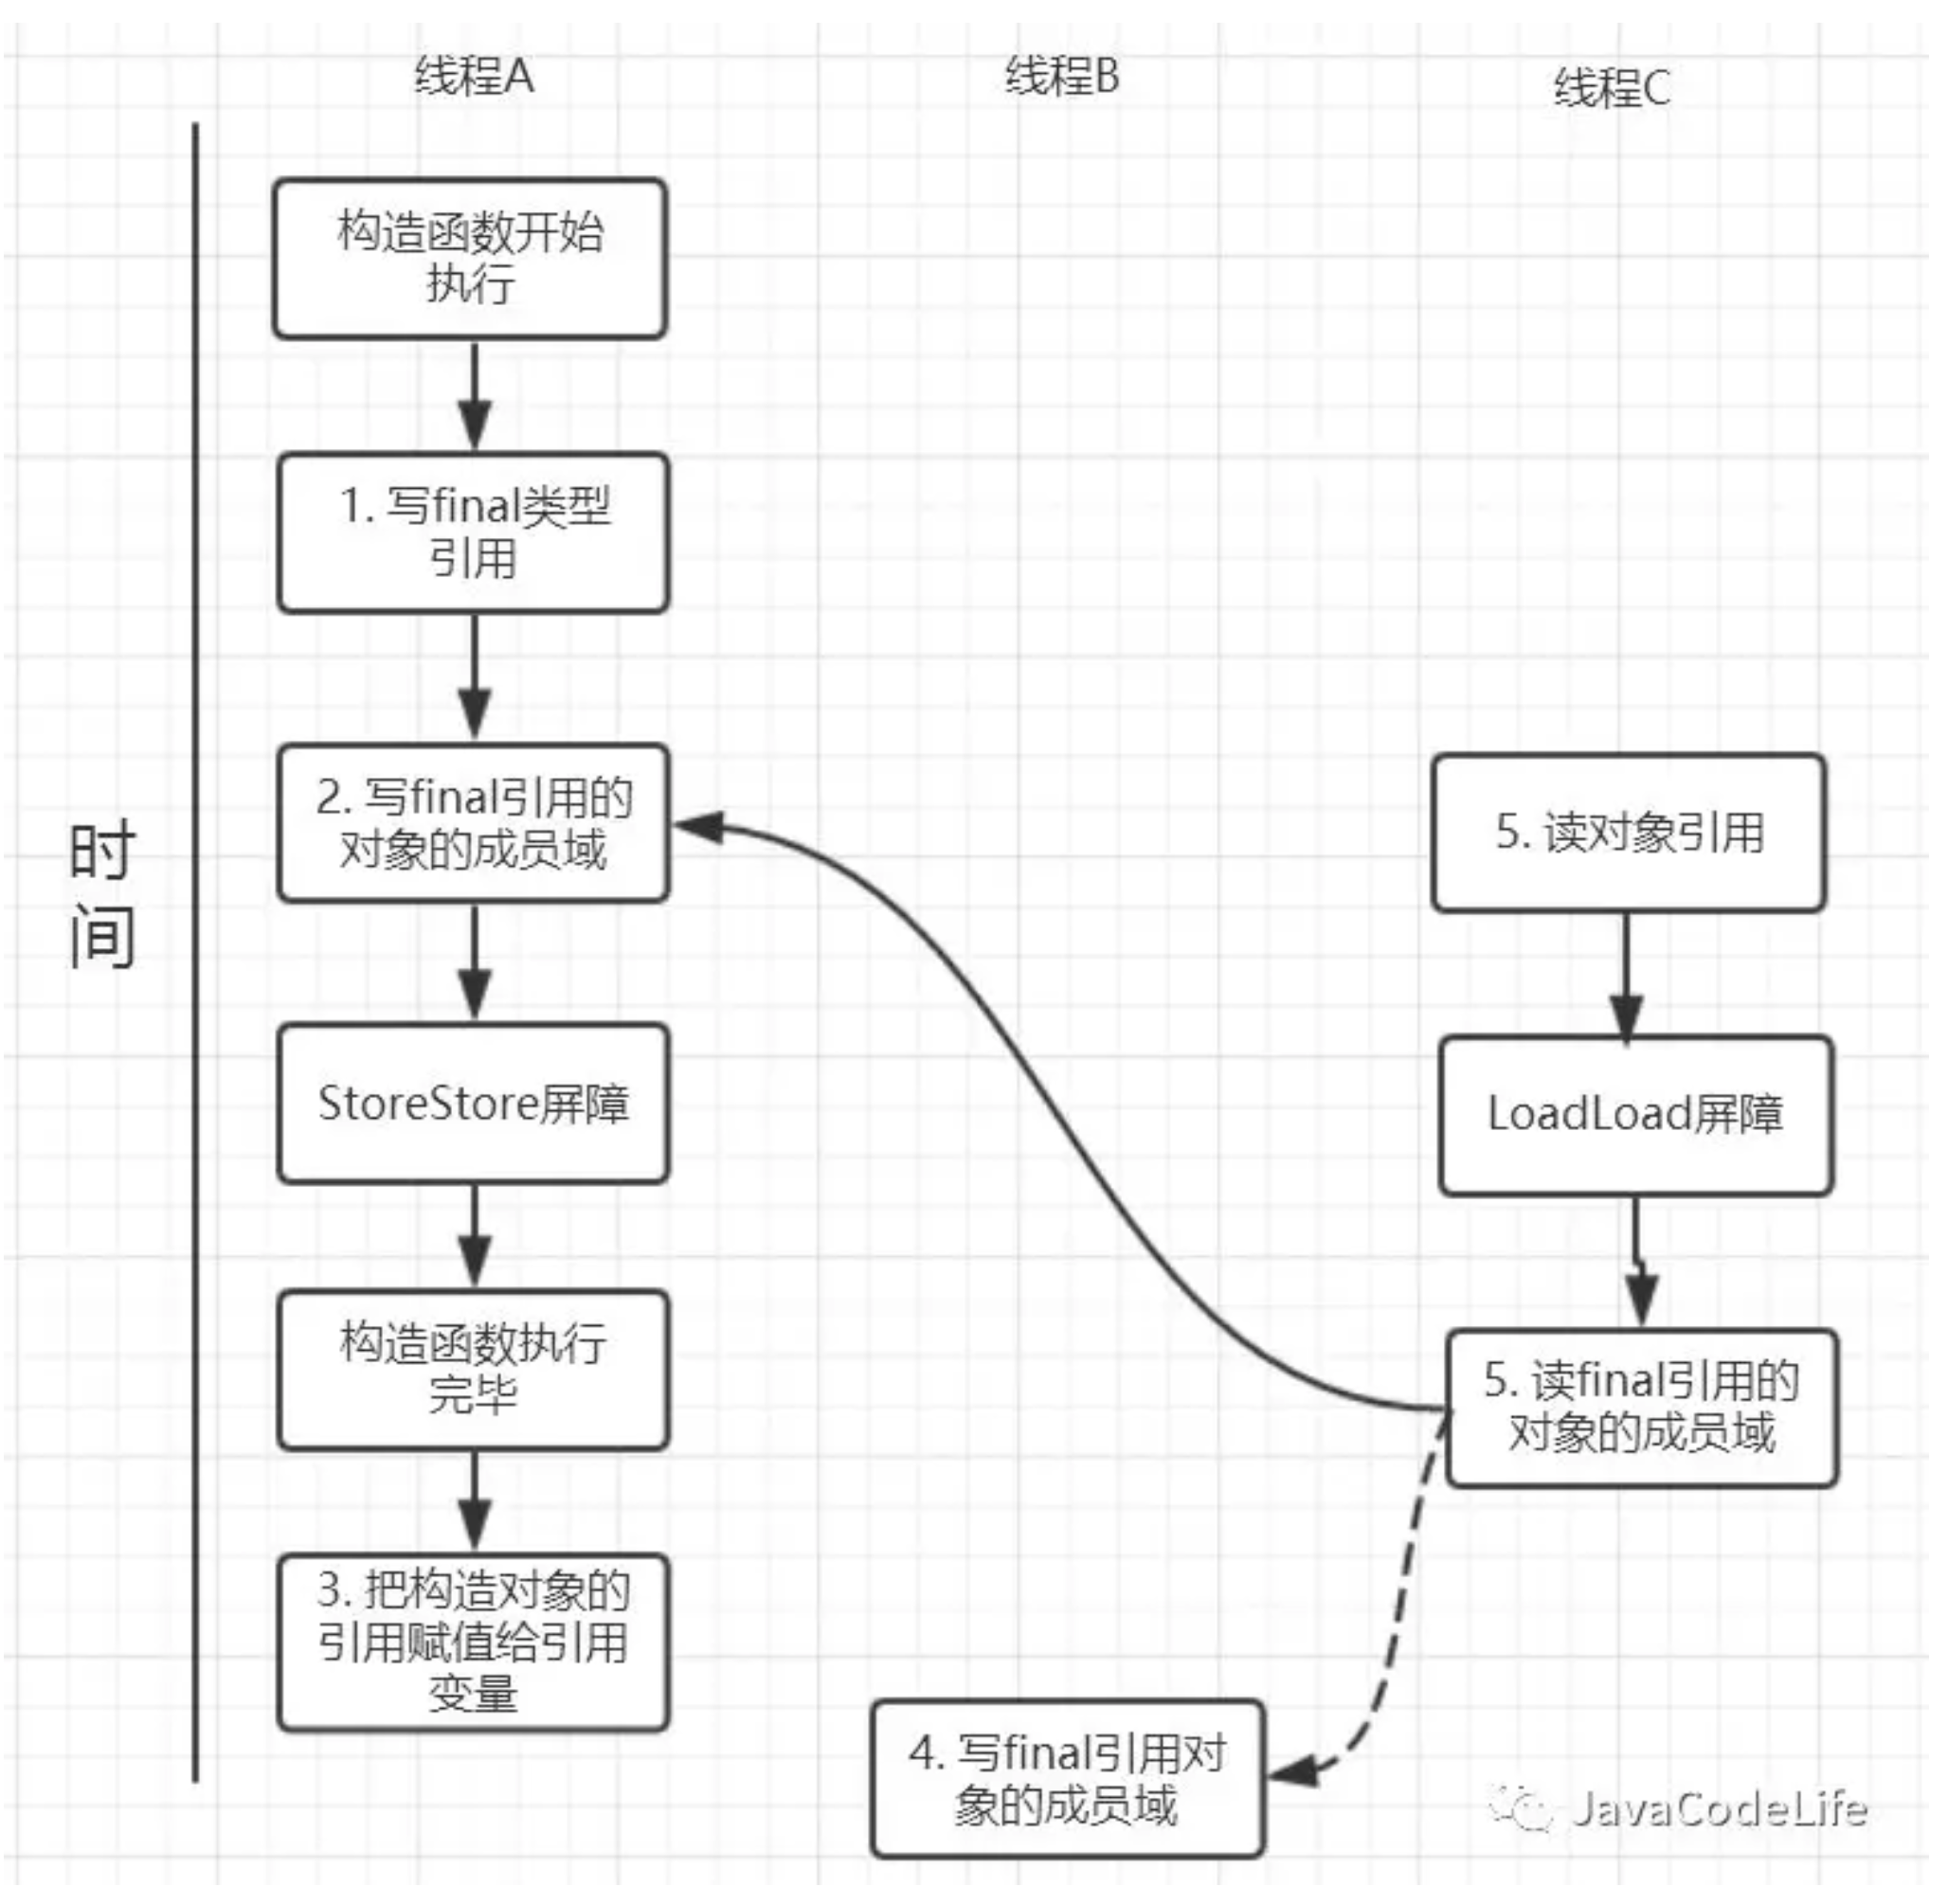 线程A
线程B
线程C
时
间
构造函数开始
执行
1. 写final类型
引用
2. 写final引用的
对象的成员域
StoreStore屏障
构造函数执行
完毕
3. 把构造对象的
引用赋值给引用
变量
4. 写final引用对
象的成员域
5. 读对象引用
LoadLoad屏障
5. 读final引用的
对象的成员域
JavaCodeLife